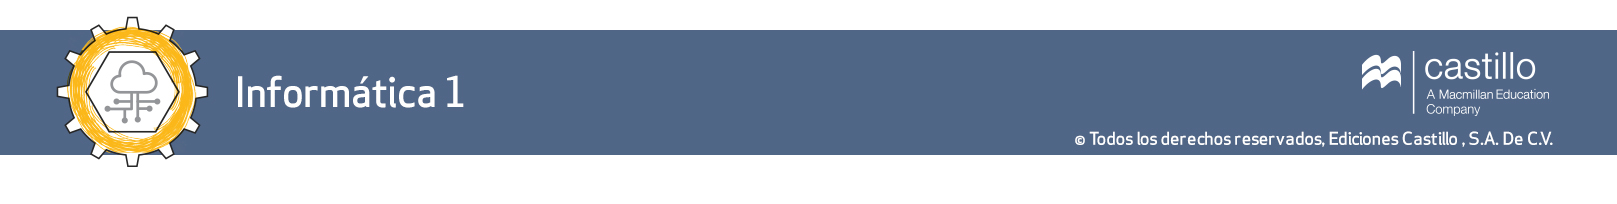 Informática 1
castillo
A Macmillan Education
Company
© Todos los derechos reservados, Ediciones Castillo , S.A. De C.V.